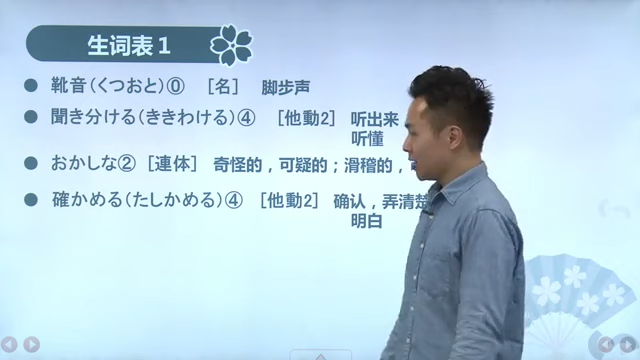 生词表1
靴音(くつおと)⓪ [名] 脚步声
聞き分ける(ききわける)④ [他動2] 听出来
听懂
おかしな② [連体] 奇怪的，可疑的；滑稽的，
確かめる(たしかめる)④ [他動2] 确认，弄清楚
明白